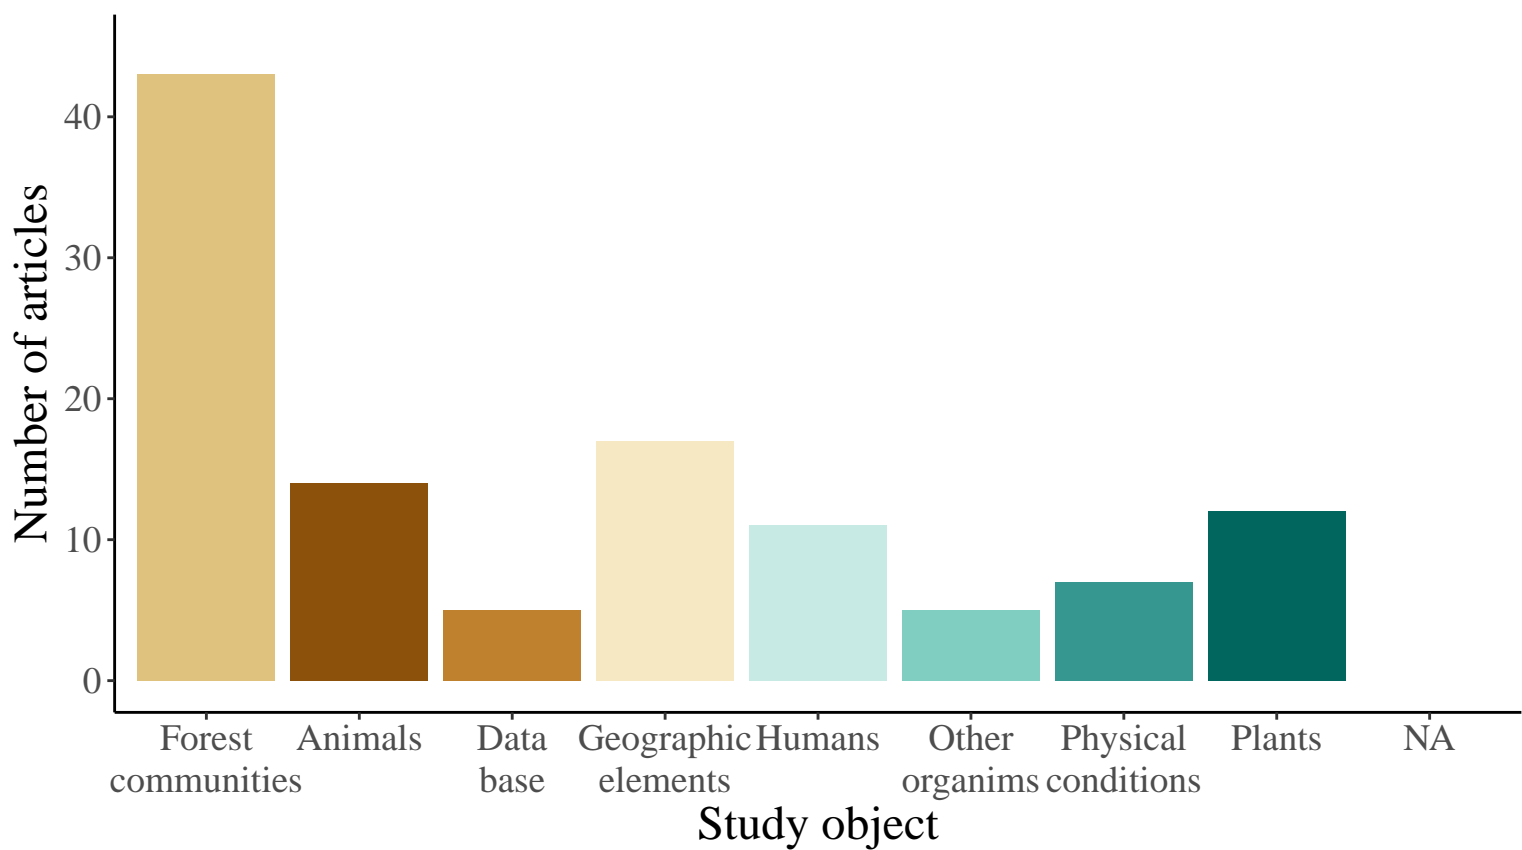 Number of articles
40
30
20
10
0
Forest communities
Animals
Data base
Geographic elements
Humans
Other organims
Physical conditions
Plants
NA
Study object